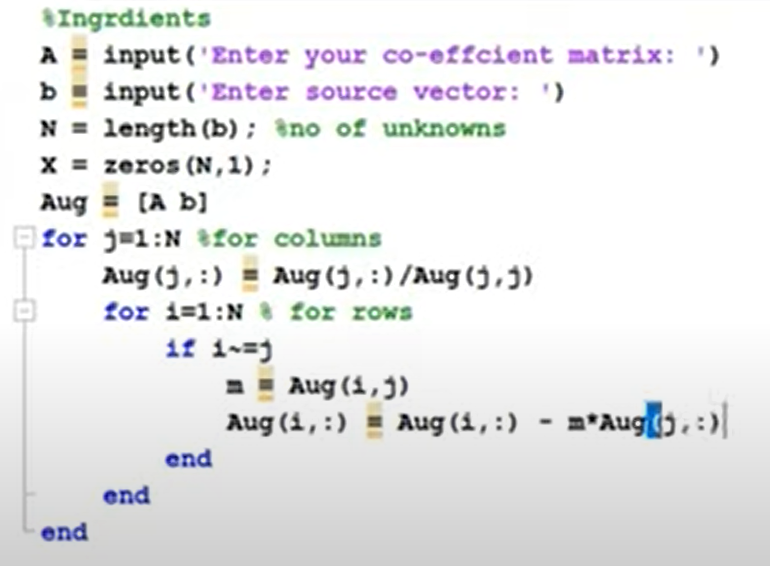 %Ingrdients
A = input('Enter your co-effcient matrix: ')
b = input('Enter source vector: ')
N = length(b); %no of unknowns
X = zeros(N,1);
Aug = [A b]
for j=1:N %for columns
Aug(j,:) = Aug(j,:)/Aug(j,j)
for i=1:N % for rows
if i~=j
m = Aug(i,j)
Aug(i,:) = Aug(i,:) - m*Aug(j,:)
end
end
end